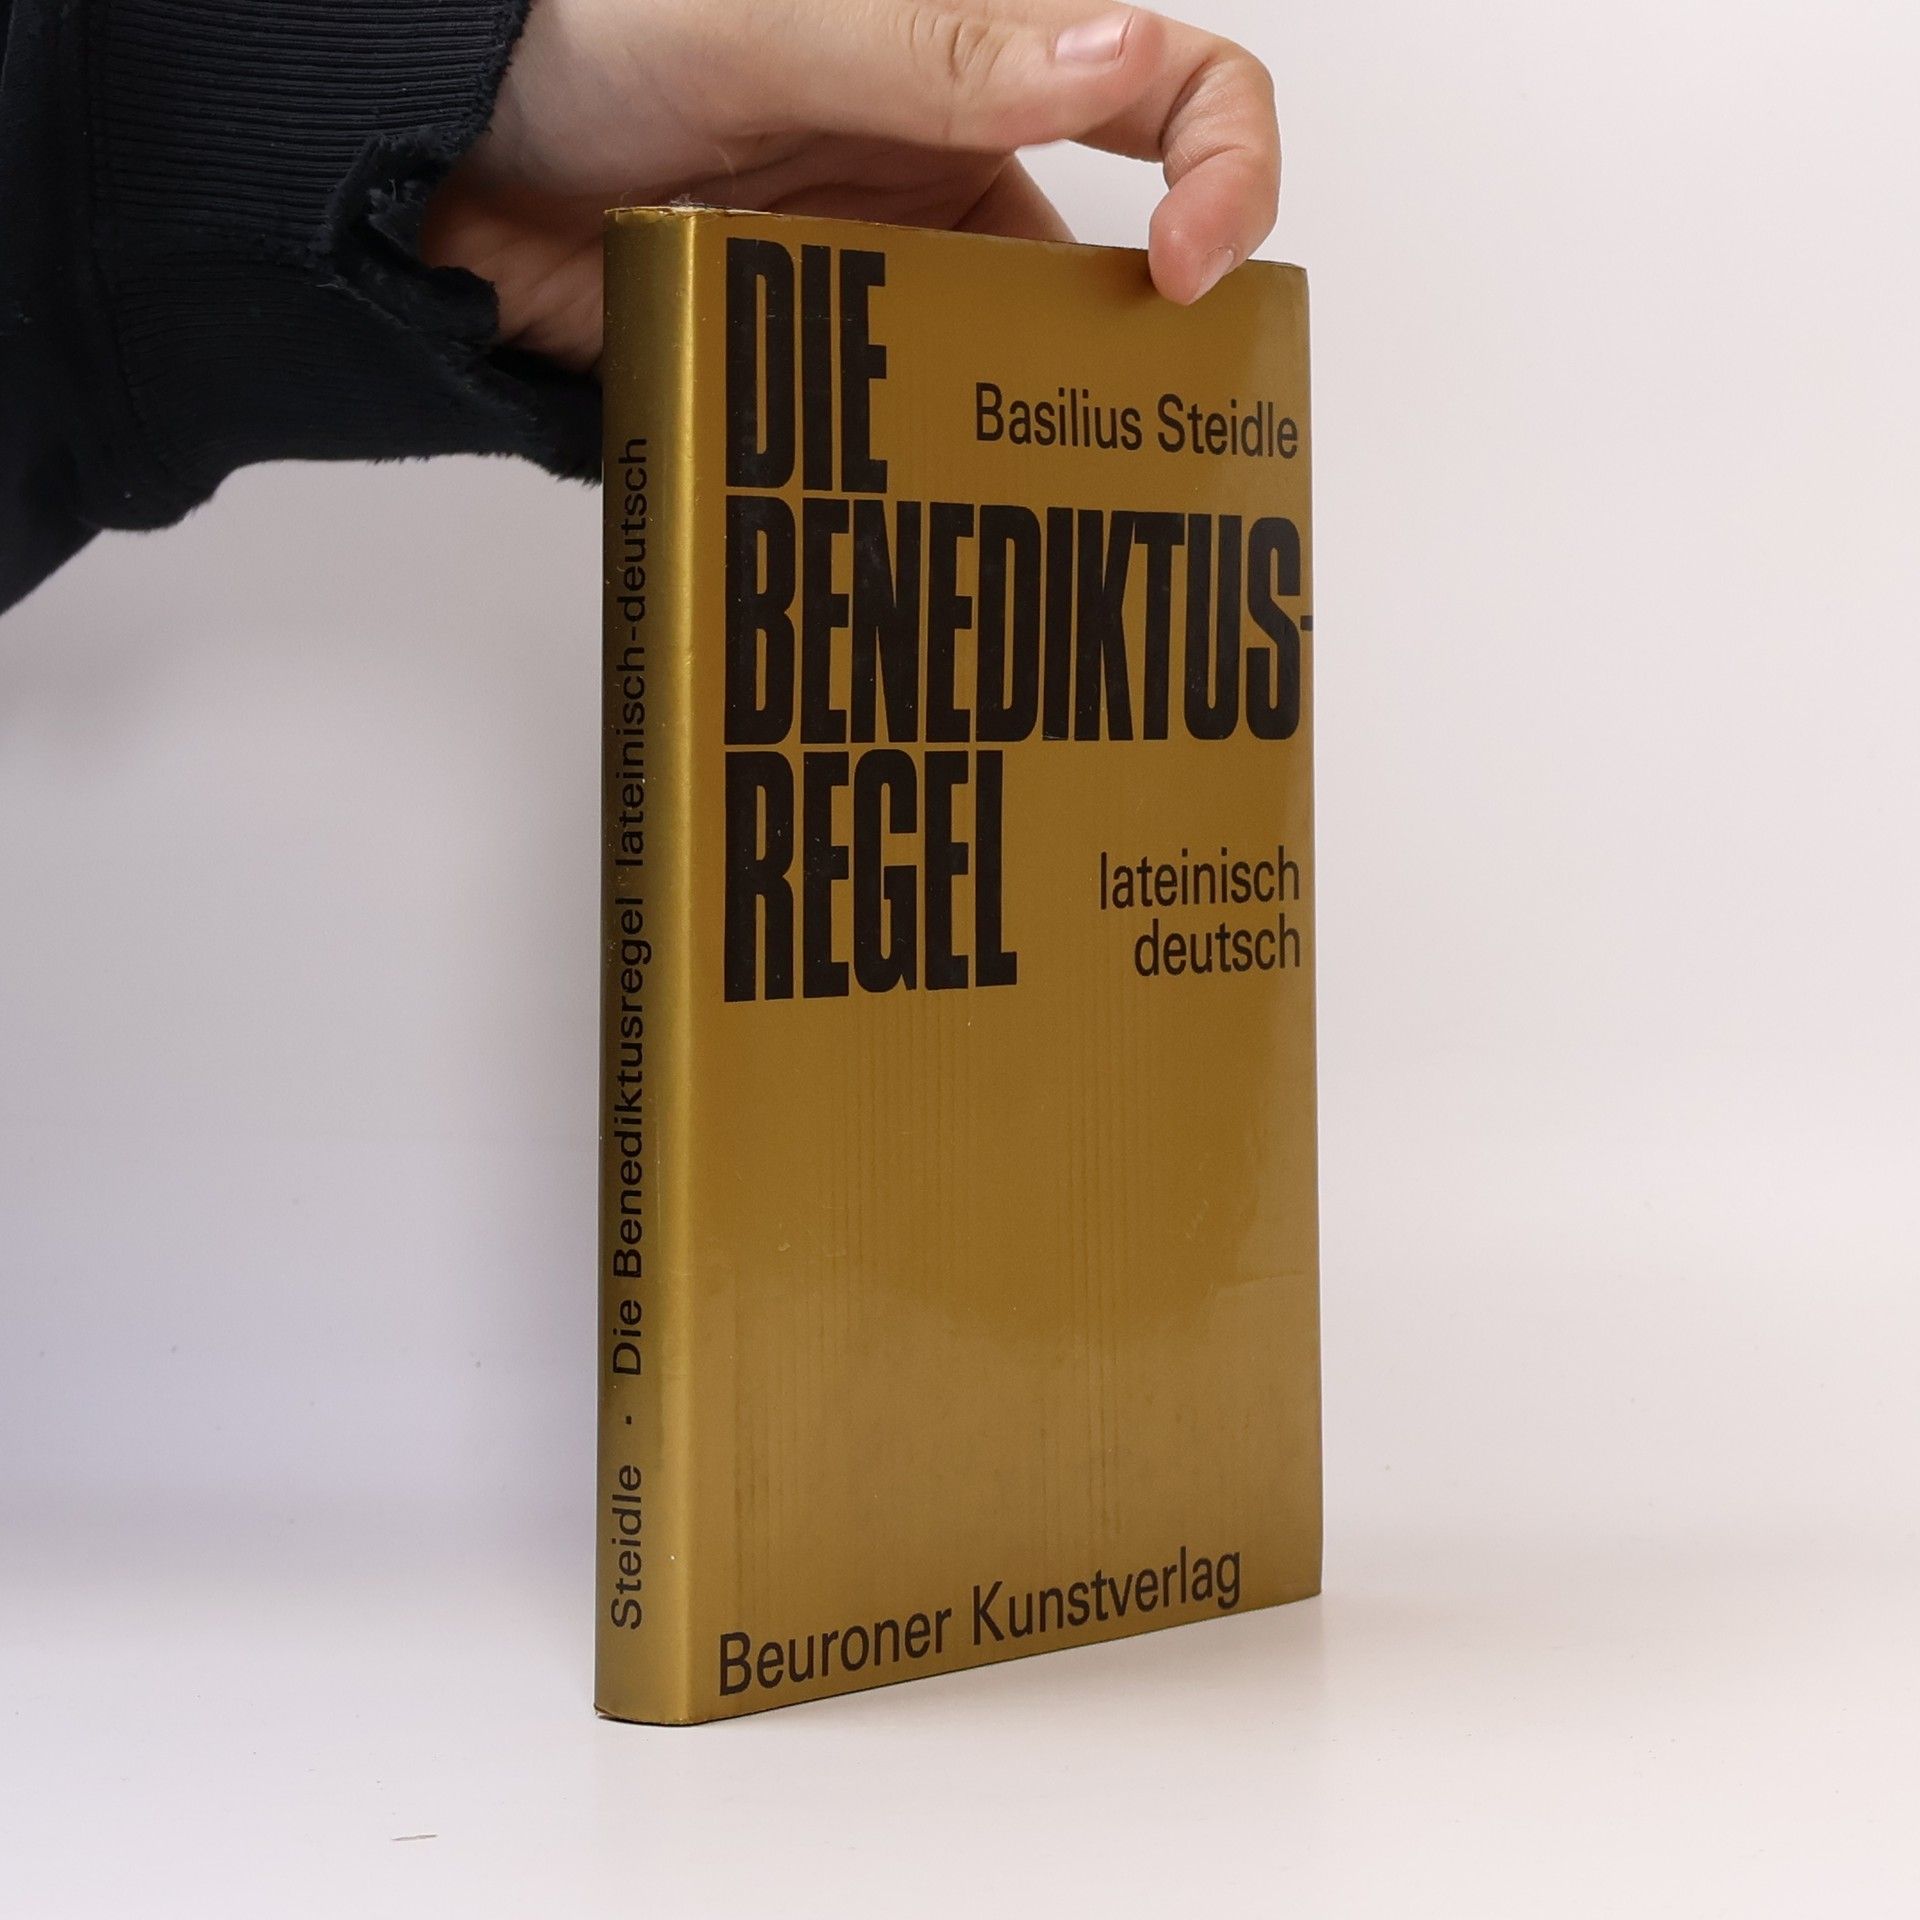 Steidle · Die Benediktusregel lateinisch-deutsch
DIE
Basilius Steidle
BENEDIKTUS-
REGEL
lateinisch
deutsch
Beuroner Kunstverlag